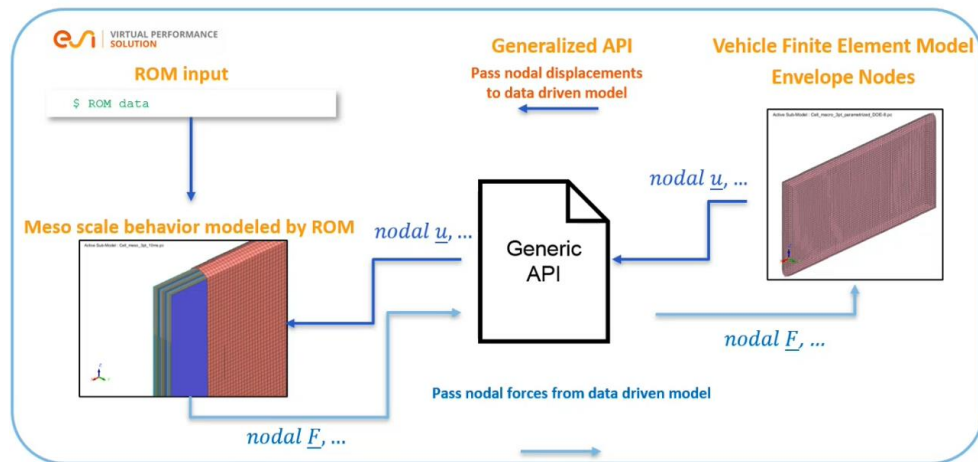 esi VIRTUAL PERFORMANCE
SOLUTION
ROM input
$ ROM data
Generalized API
Pass nodal displacements
to data driven model
Vehicle Finite Element Model
Envelope Nodes
nodal u, ...
Meso scale behavior modeled by ROM
nodal u, ...
Generic
API
nodal F, ...
Pass nodal forces from data driven model
nodal F, ...